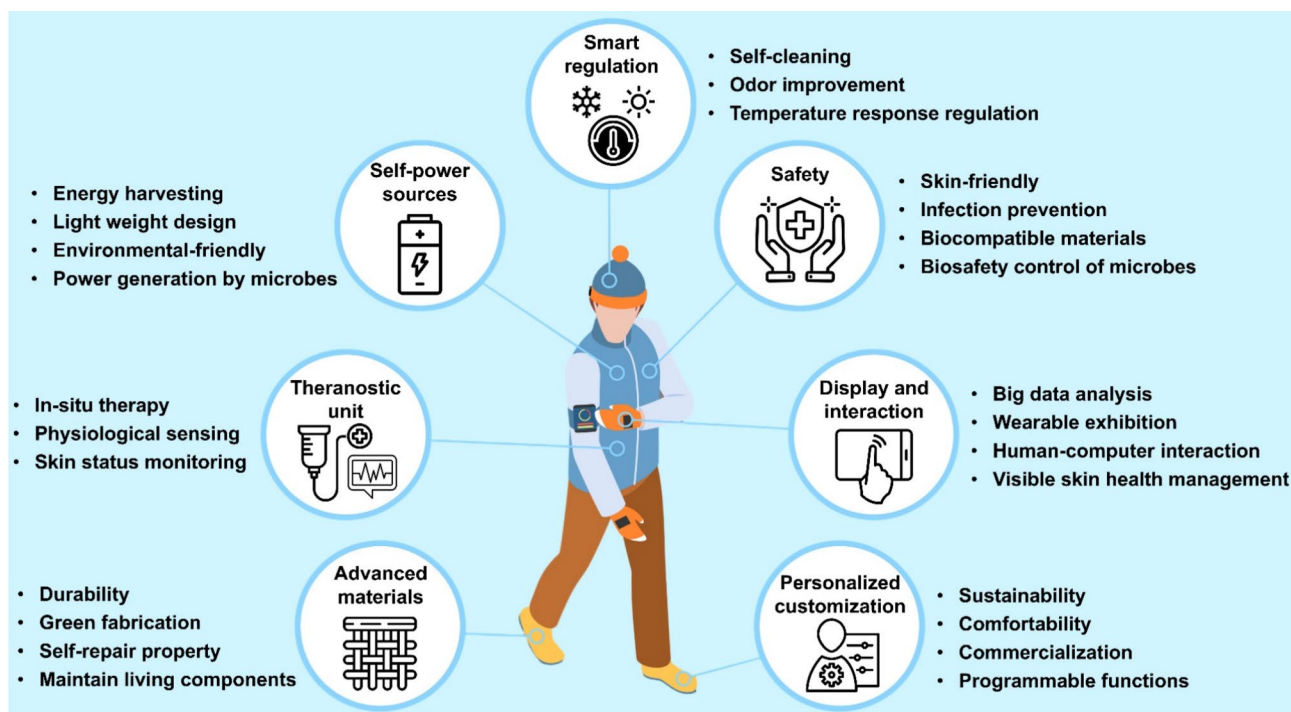 Smart
regulation
• Self-cleaning
• Odor improvement
• Temperature response regulation
Self-power
sources
• Energy harvesting
• Light weight design
• Environmental-friendly
• Power generation by microbes
Safety
• Skin-friendly
• Infection prevention
• Biocompatible materials
• Biosafety control of microbes
Theranostic
unit
• In-situ therapy
• Physiological sensing
• Skin status monitoring
Display and
interaction
• Big data analysis
• Wearable exhibition
• Human-computer interaction
• Visible skin health management
Advanced
materials
• Durability
• Green fabrication
• Self-repair property
• Maintain living components
Personalized
customization
• Sustainability
• Comfortability
• Commercialization
• Programmable functions